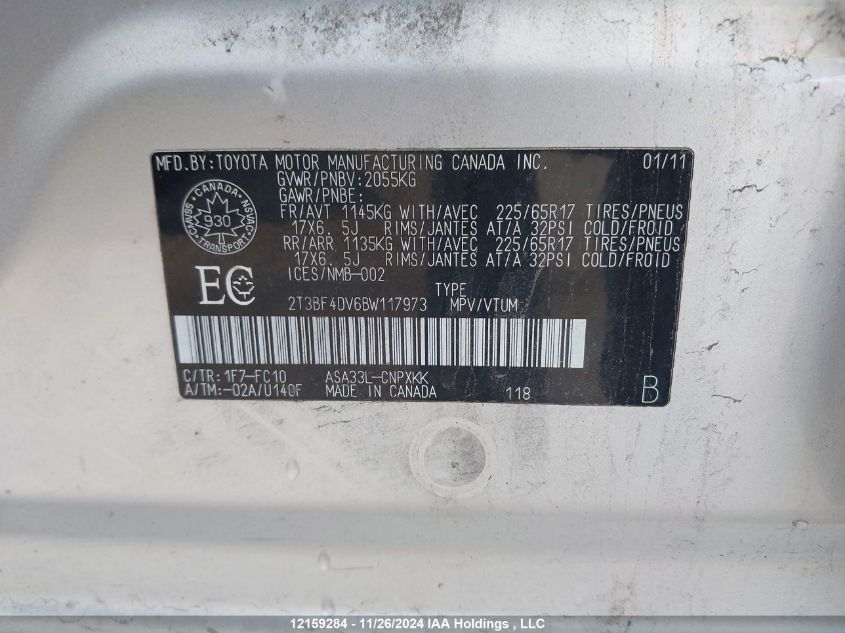 MFD.BY:TOYOTA MOTOR MANUFACTURING CANADA INC. 01/11
GVWR/PNBV:2055KG
GAWR/PNBE:
FR/AVT 1145KG WITH/AVEC 225/65R17 TIRES/PNEUS
17X6.5J RIMS/JANTES AT/A 32PSI COLD/FROID
RR/ARR 1135KG WITH/AVEC 225/65R17 TIRES/PNEUS
17X6.5J RIMS/JANTES AT/A 32PSI COLD/FROID
ICES/NMB-002
CANADA
CMVSS 930 NSVAC
TRANSPORT
EC
TYPE
2T3BF4DV6BW117973 MPV/VTUM
C/TR:1F7-FC10 ASA33L-CNPXKK
A/TM:-02A/U140F MADE IN CANADA 118 B
12159284 - 11/26/2024 IAA Holdings , LLC